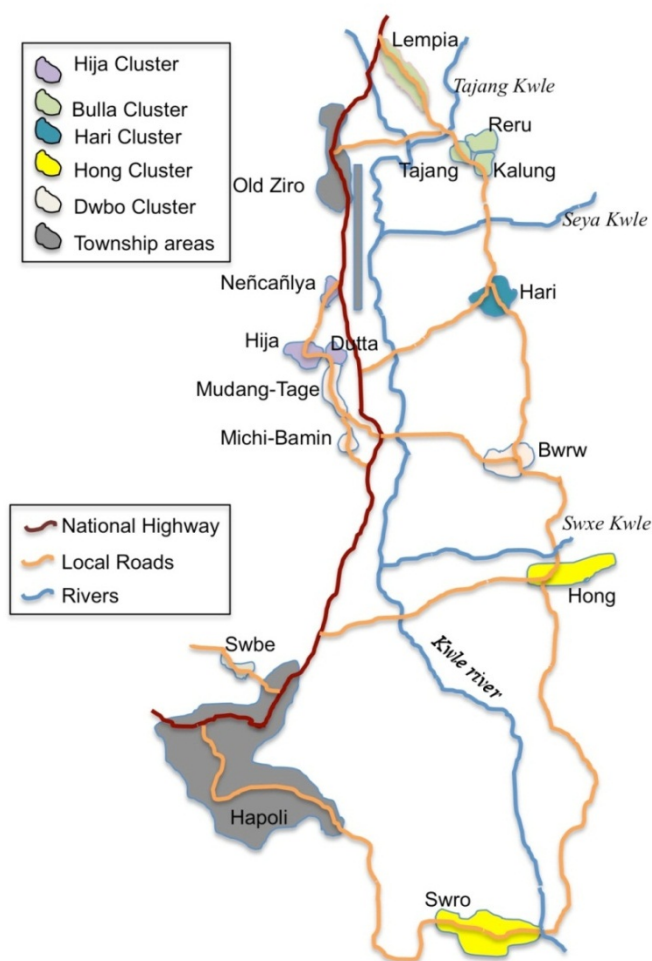 Hija Cluster
Bulla Cluster
Hari Cluster
Hong Cluster
Dwbo Cluster
Township areas
Lempia
Tajang Kwle
Reru
Tajang
Kalung
Old Ziro
Seya Kwle
Neñcañlya
Hari
Hija
Dutta
Mudang-Tage
Michi-Bamin
Bwrw
National Highway
Local Roads
Rivers
Swxe Kwle
Hong
Swbe
Kwle river
Hapoli
Swro